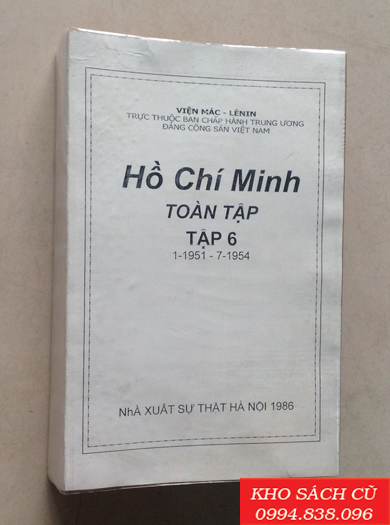 VIỆN MÁC - LÊNIN
TRỰC THUỘC BAN CHẤP HÀNH TRUNG ƯƠNG
ĐẢNG CỘNG SẢN VIỆT NAM
Hồ Chí Minh
TOÀN TẬP
TẬP 6
1-1951 - 7-1954
NhÀ XUẤT SỰ THẬT HÀ NỘI 1986
KHO SÁCH CŨ
0994.838.096